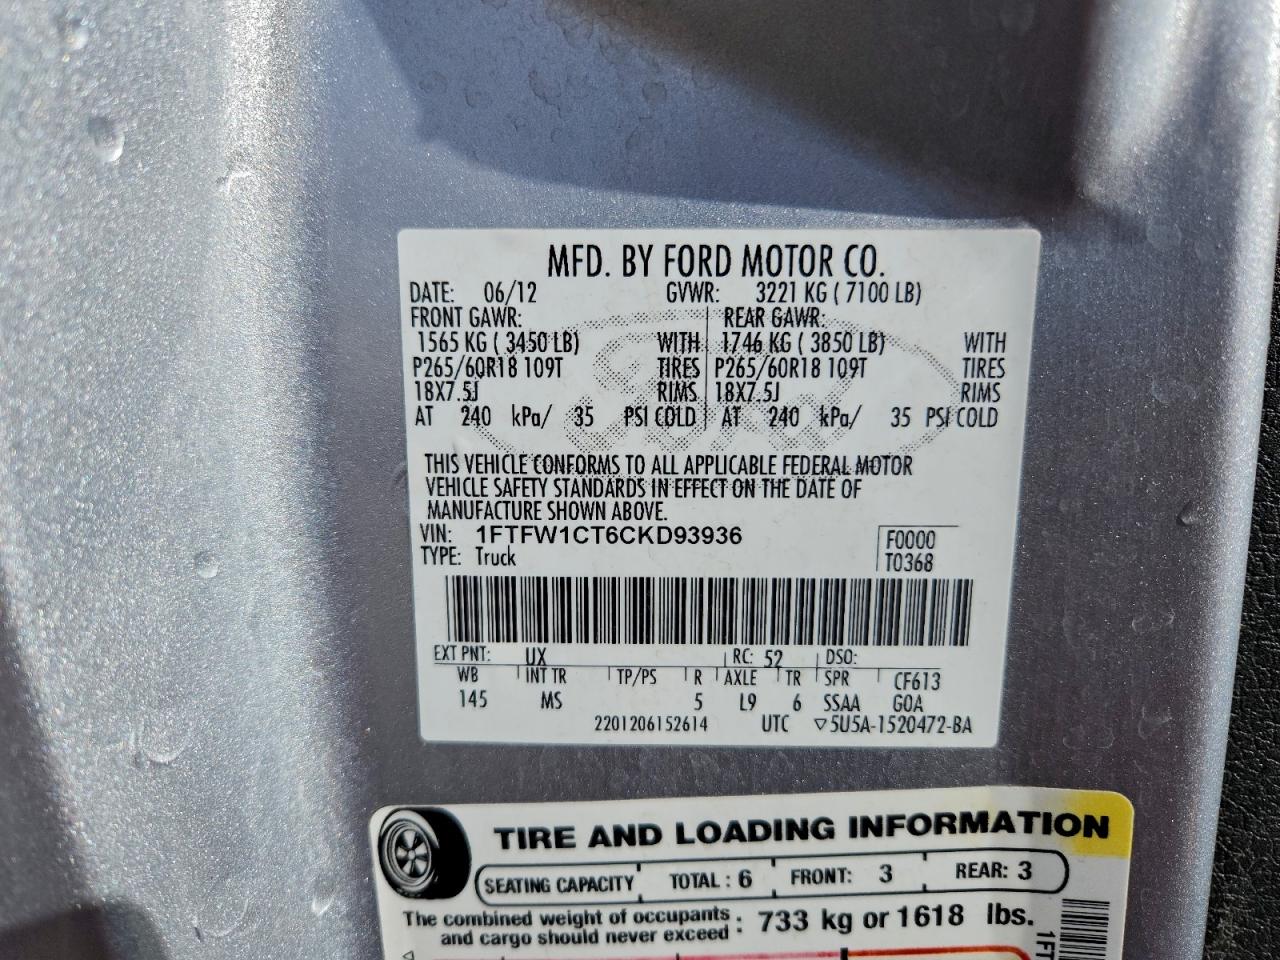 MFD. BY FORD MOTOR CO.
DATE: 06/12 GVWR: 3221 KG ( 7100 LB)
FRONT GAWR: REAR GAWR:
1565 KG ( 3450 LB) WITH 1746 KG ( 3850 LB) WITH
P265/60R18 109T TIRES P265/60R18 109T TIRES
18X7.5J RIMS 18X7.5J RIMS
AT 240 kPa/ 35 PSI COLD AT 240 kPa/ 35 PSI COLD
THIS VEHICLE CONFORMS TO ALL APPLICABLE FEDERAL MOTOR
VEHICLE SAFETY STANDARDS IN EFFECT ON THE DATE OF
MANUFACTURE SHOWN ABOVE.
VIN: 1FTFW1CT6CKD93936 F0000
TYPE: Truck T0368
EXT PNT: UX RC: 52 DSO:
WB INT TR TP/PS R AXLE TR SPR CF613
145 MS 5 L9 6 SSAA GOA
2201206152614 UTC ▽5U5A-1520472-BA
TIRE AND LOADING INFORMATION
SEATING CAPACITY TOTAL : 6 FRONT: 3 REAR: 3
The combined weight of occupants : 733 kg or 1618 lbs.
and cargo should never exceed :
1FT